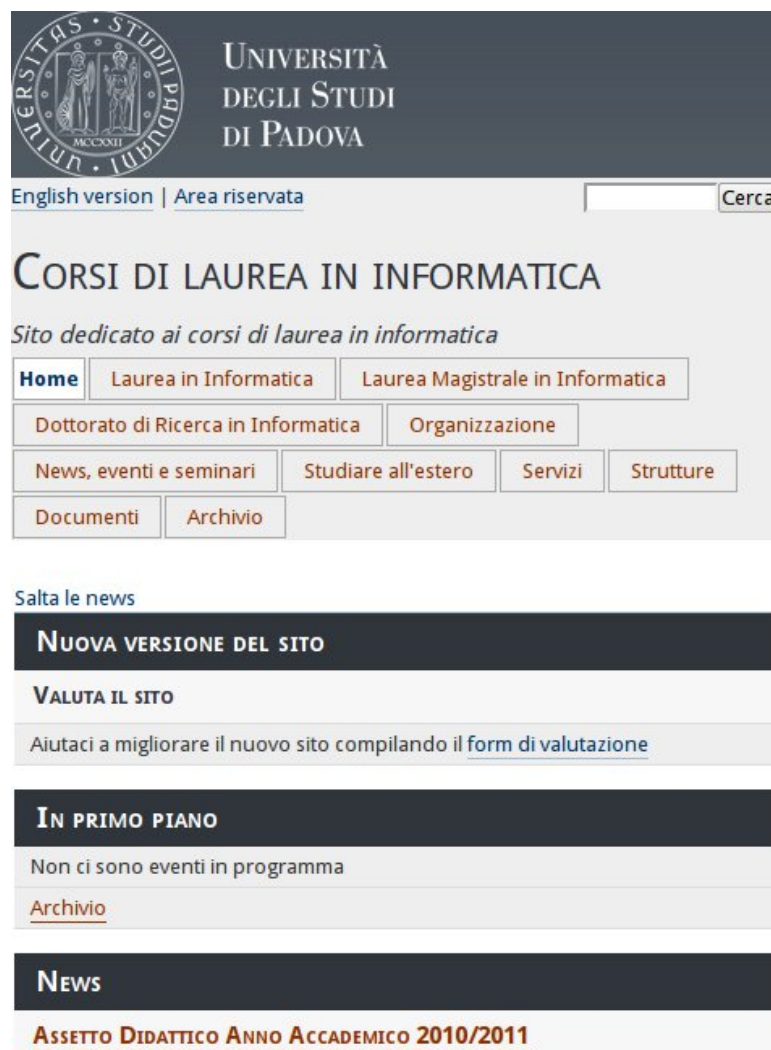 UNIVERSITAS · STUDII PADUANI ·
MCCXXII
Università
degli Studi
di Padova
English version | Area riservata
Cerca
Corsi di laurea in informatica
Sito dedicato ai corsi di laurea in informatica
Home Laurea in Informatica Laurea Magistrale in Informatica
Dottorato di Ricerca in Informatica Organizzazione
News, eventi e seminari Studiare all'estero Servizi Strutture
Documenti Archivio
Salta le news
Nuova versione del sito
Valuta il sito
Aiutaci a migliorare il nuovo sito compilando il form di valutazione
In primo piano
Non ci sono eventi in programma
Archivio
News
Assetto Didattico Anno Accademico 2010/2011